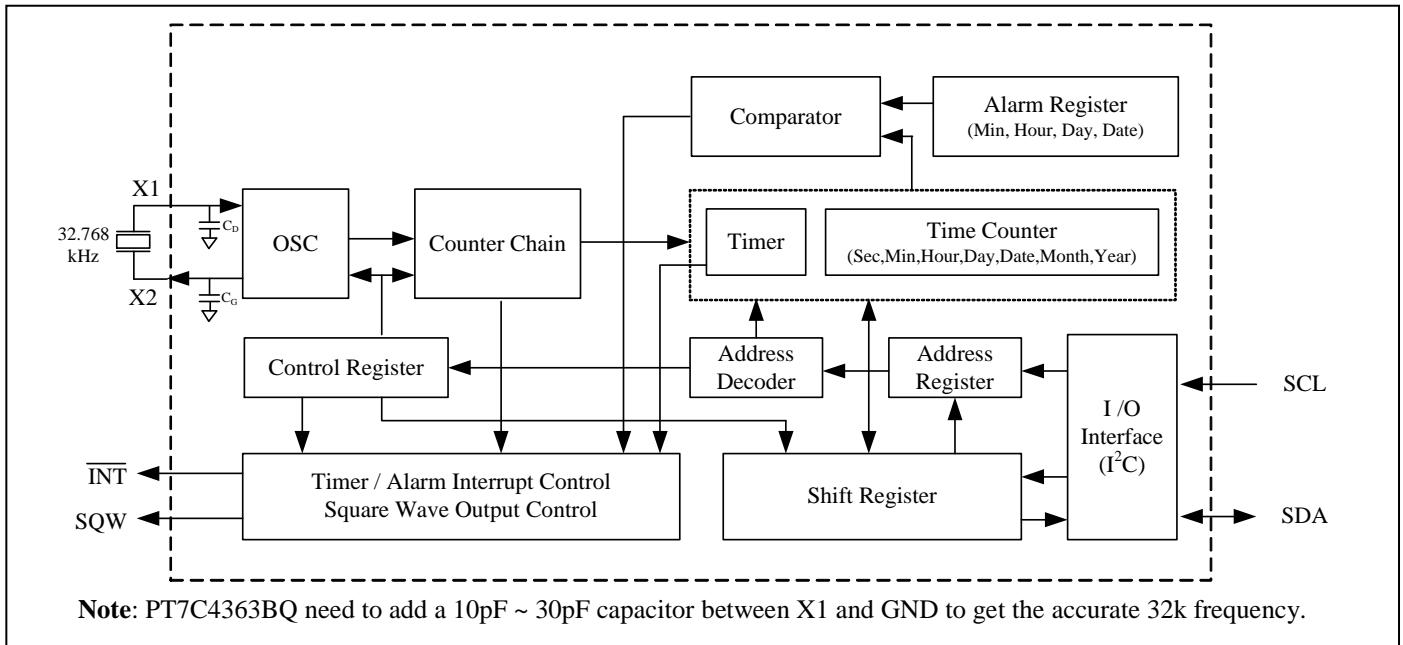 Comparator
Alarm Register
(Min, Hour, Day, Date)
X1
C_D
32.768
kHz
OSC
Counter Chain
Timer
Time Counter
(Sec,Min,Hour,Day,Date,Month,Year)
X2
C_G
Control Register
Address
Decoder
Address
Register
I /O
Interface
(I²C)
SCL
INT
SQW
Timer / Alarm Interrupt Control
Square Wave Output Control
Shift Register
SDA
Note: PT7C4363BQ need to add a 10pF ~ 30pF capacitor between X1 and GND to get the accurate 32k frequency.